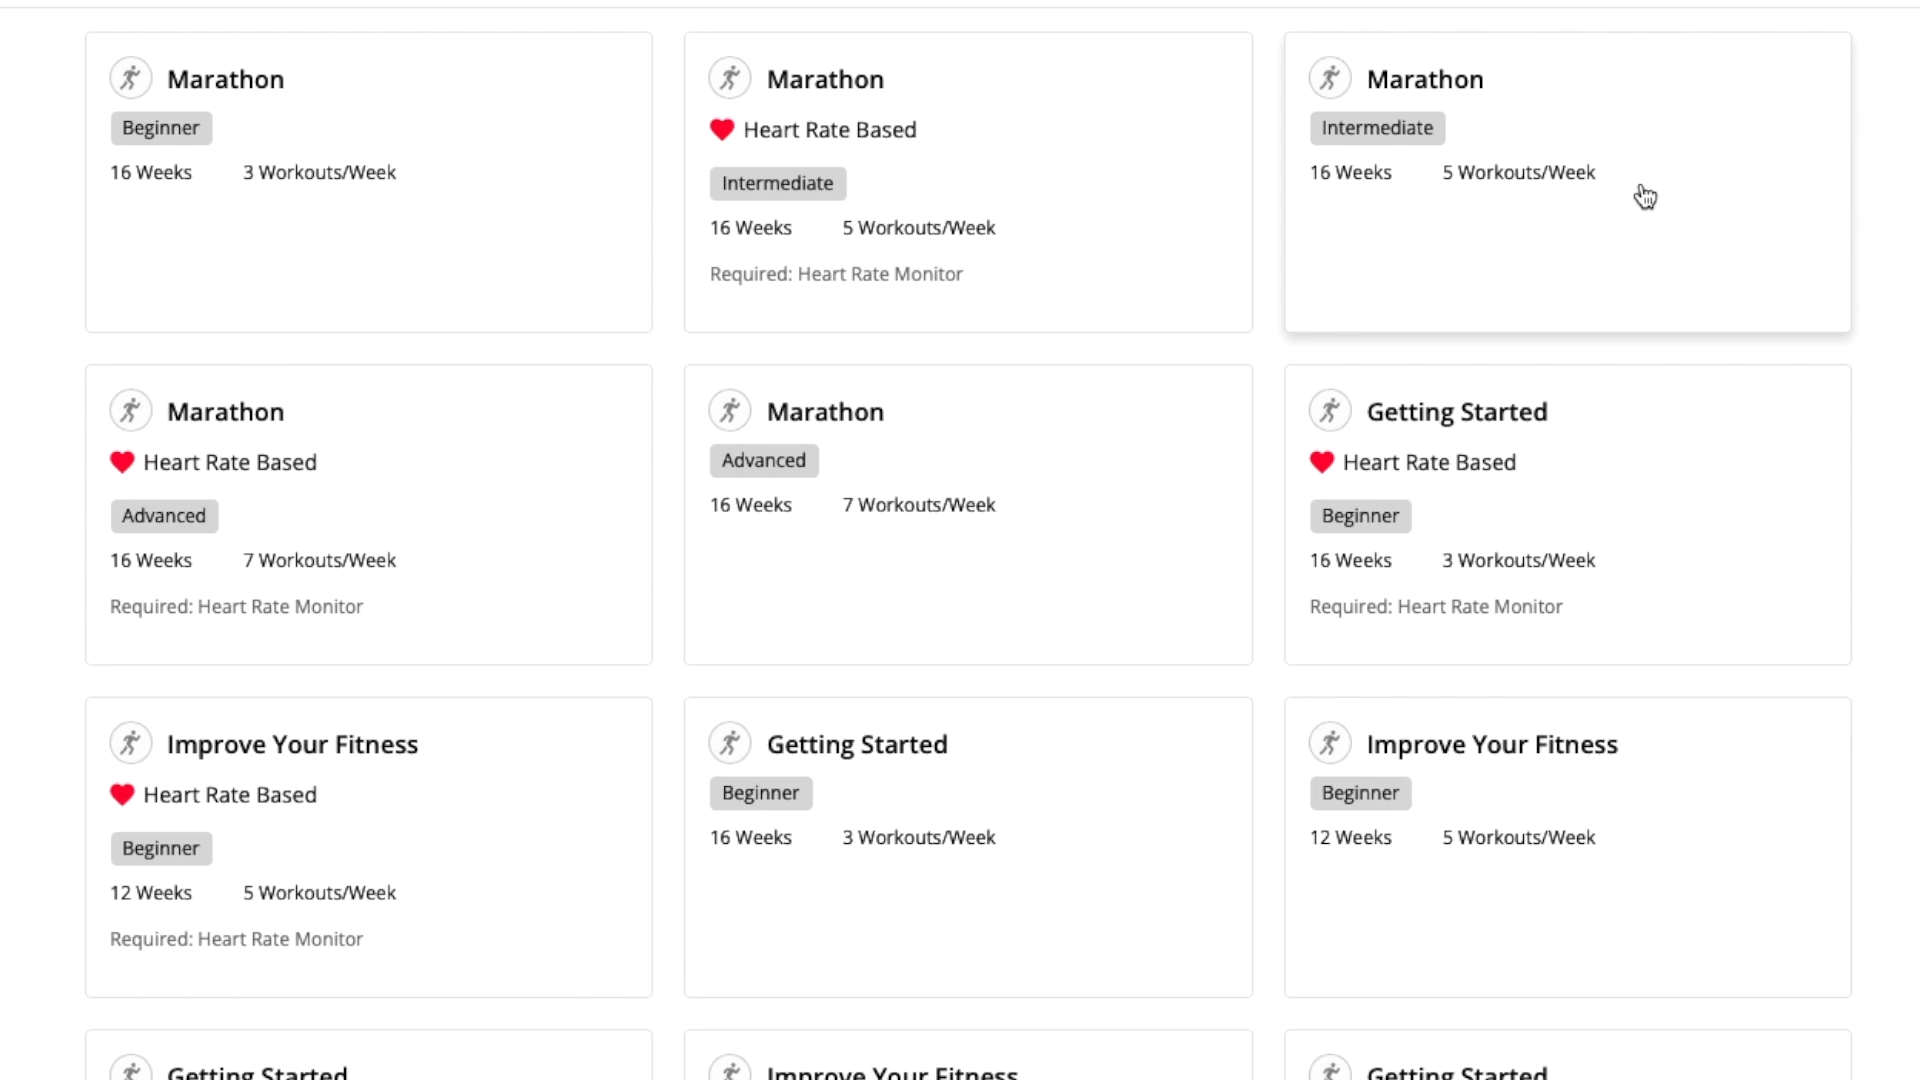 Marathon
Beginner
16 Weeks 3 Workouts/Week
Marathon
Heart Rate Based
Intermediate
16 Weeks 5 Workouts/Week
Required: Heart Rate Monitor
Marathon
Intermediate
16 Weeks 5 Workouts/Week
Marathon
Heart Rate Based
Advanced
16 Weeks 7 Workouts/Week
Required: Heart Rate Monitor
Marathon
Advanced
16 Weeks 7 Workouts/Week
Getting Started
Heart Rate Based
Beginner
16 Weeks 3 Workouts/Week
Required: Heart Rate Monitor
Improve Your Fitness
Heart Rate Based
Beginner
12 Weeks 5 Workouts/Week
Required: Heart Rate Monitor
Getting Started
Beginner
16 Weeks 3 Workouts/Week
Improve Your Fitness
Beginner
12 Weeks 5 Workouts/Week
Getting Started
Improve Your Fitness
Getting Started